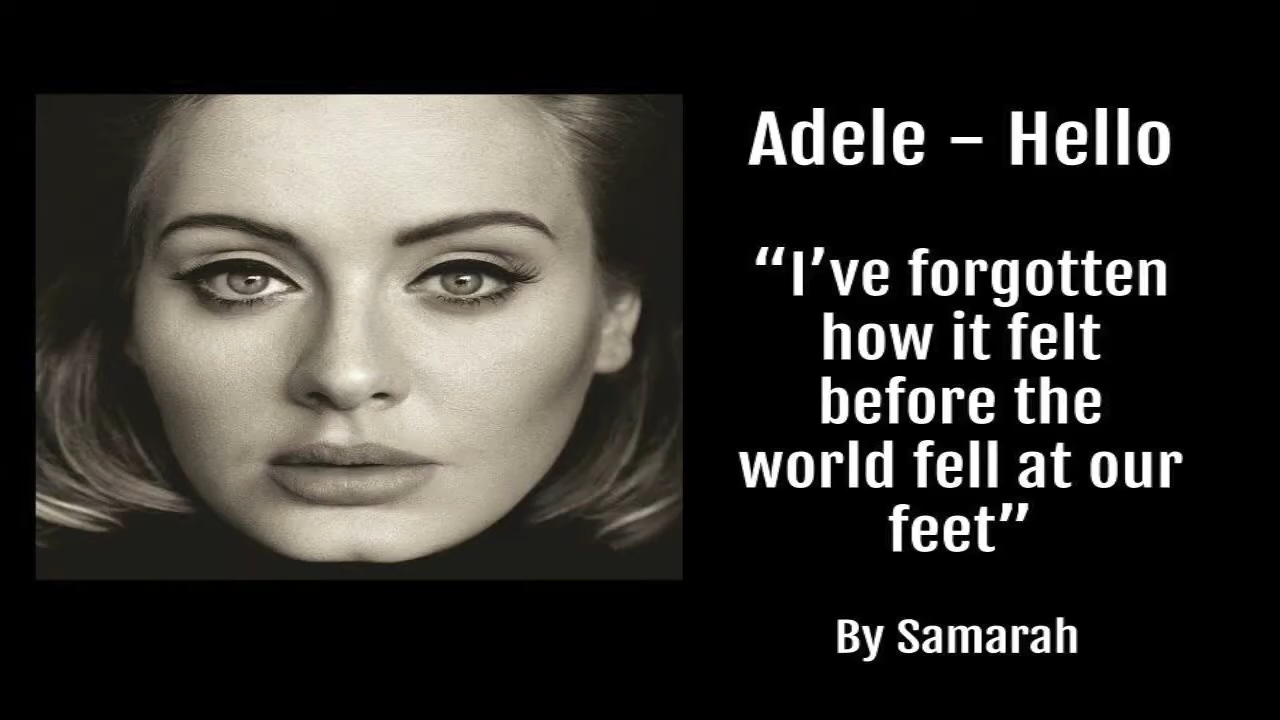 Adele – Hello
“I’ve forgotten
how it felt
before the
world fell at our
feet”
By Samarah